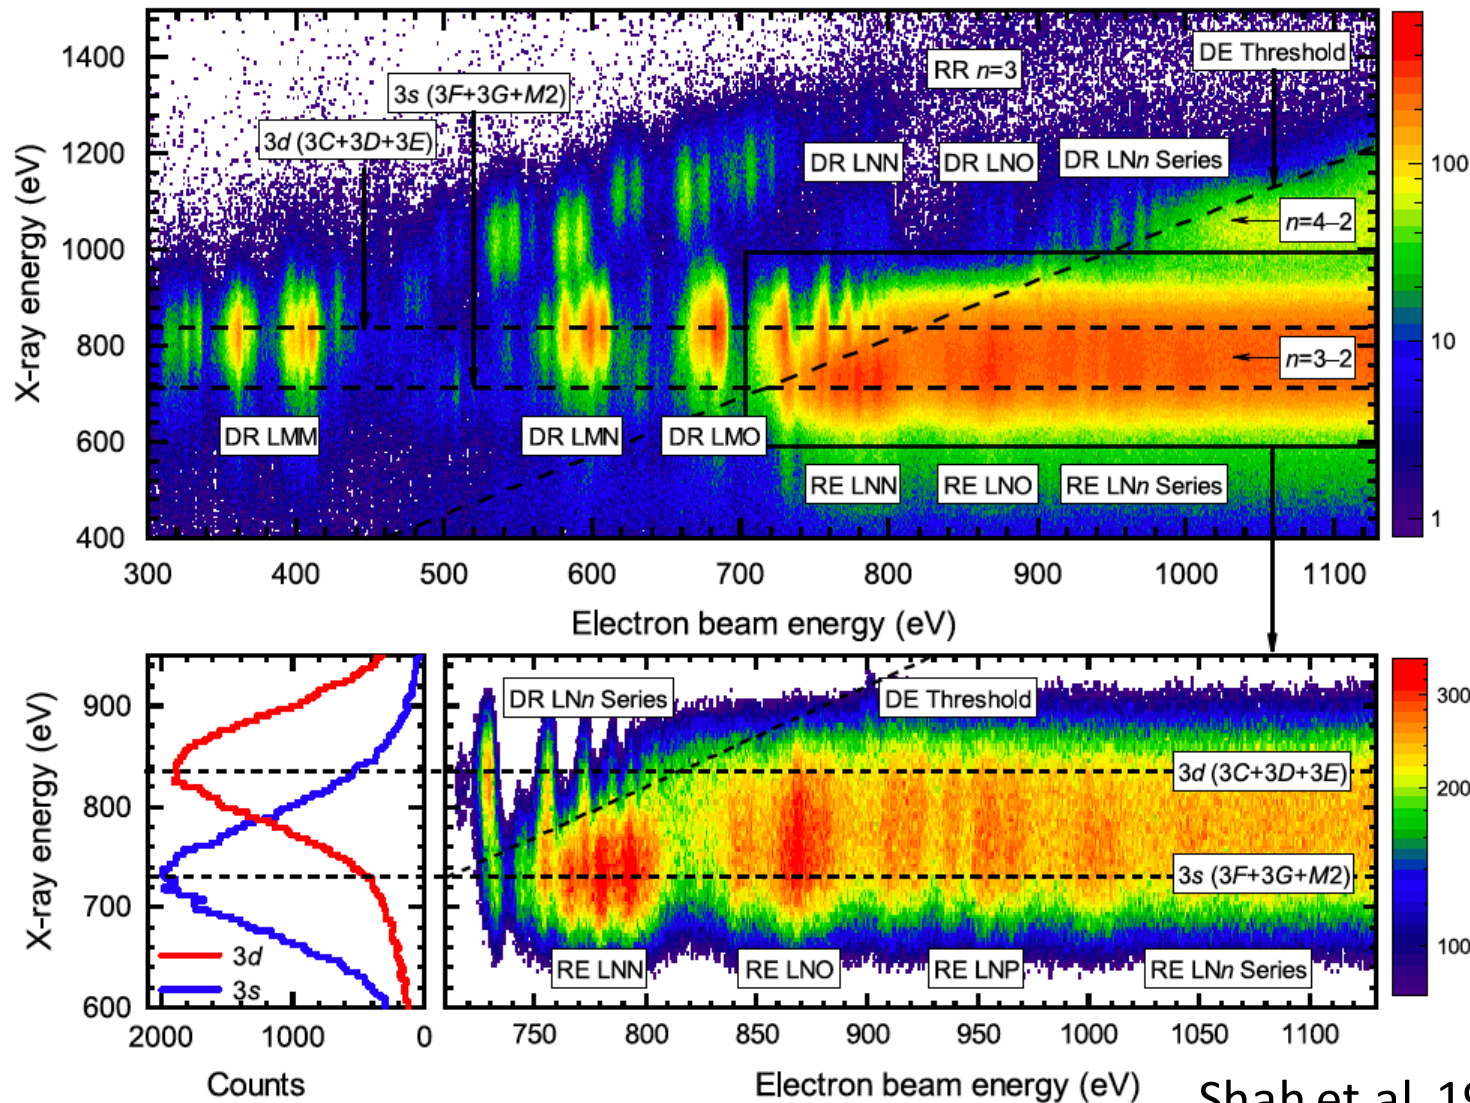 1400
1200
1000
800
600
400
X-ray energy (eV)
3d (3C+3D+3E)
3s (3F+3G+M2)
RR n=3
DE Threshold
DR LNN
DR LNO
DR LNn Series
n=4–2
n=3–2
DR LMM
DR LMN
DR LMO
RE LNN
RE LNO
RE LNn Series
100
10
1
300
400
500
600
700
800
900
1000
1100
Electron beam energy (eV)
900
800
700
600
X-ray energy (eV)
3d
3s
2000
1000
0
Counts
DR LNn Series
DE Threshold
3d (3C+3D+3E)
3s (3F+3G+M2)
RE LNN
RE LNO
RE LNP
RE LNn Series
300
200
100
750
800
850
900
950
1000
1050
1100
Electron beam energy (eV)
Shah et al. 19